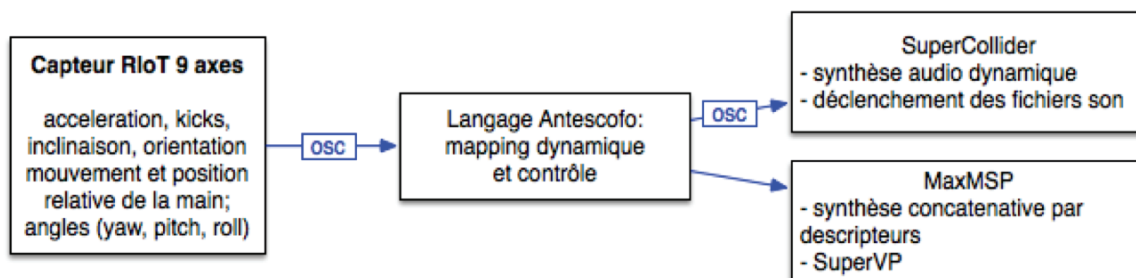 Capteur RIoT 9 axes
acceleration, kicks,
inclinaison, orientation
mouvement et position
relative de la main;
angles (yaw, pitch, roll)
OSC
Langage Antescofo:
mapping dynamique
et contrôle
OSC
SuperCollider
- synthèse audio dynamique
- déclenchement des fichiers son
MaxMSP
- synthèse concatenative par
descripteurs
- SuperVP